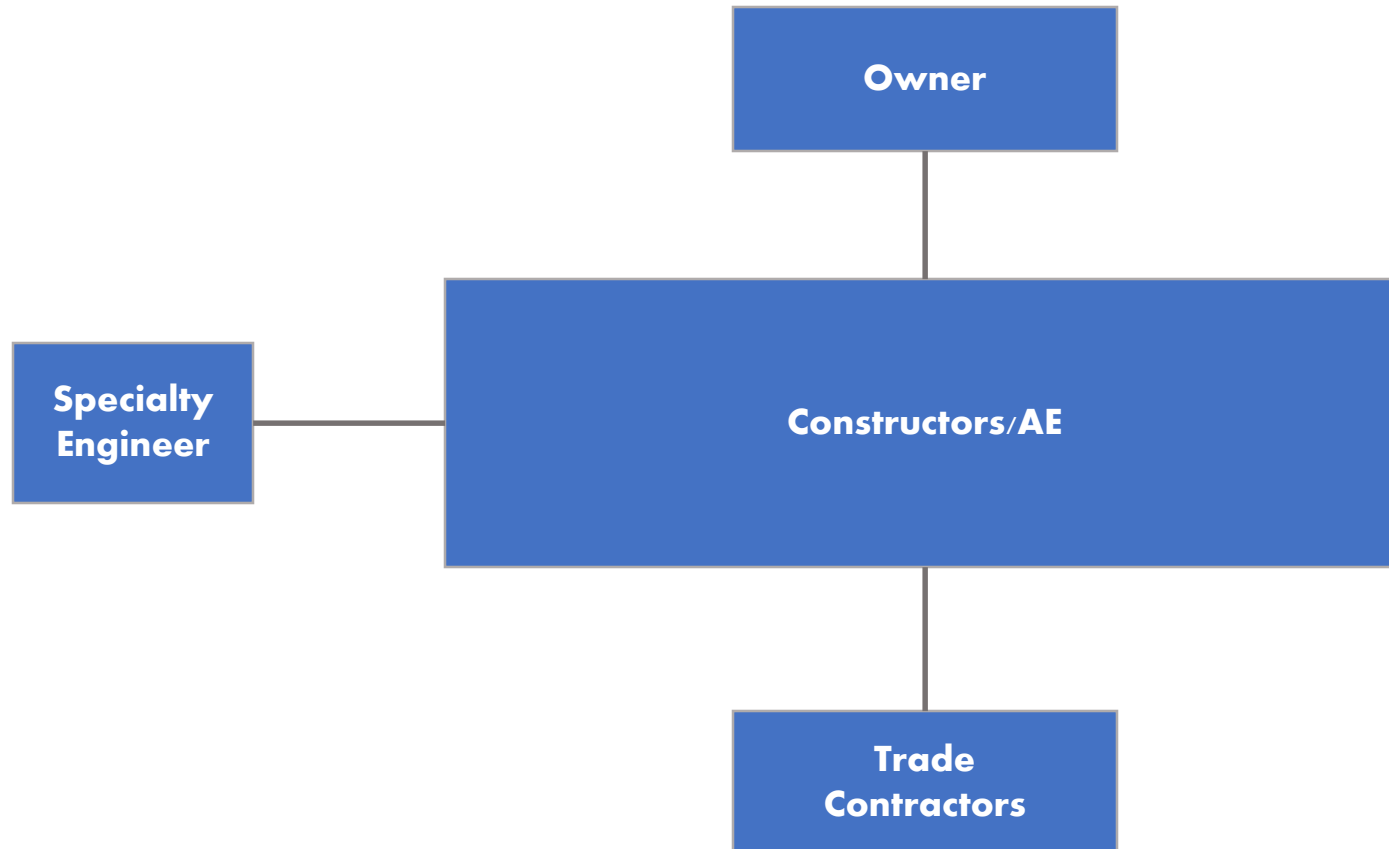 Owner
Specialty
Engineer
Constructors/AE
Trade
Contractors